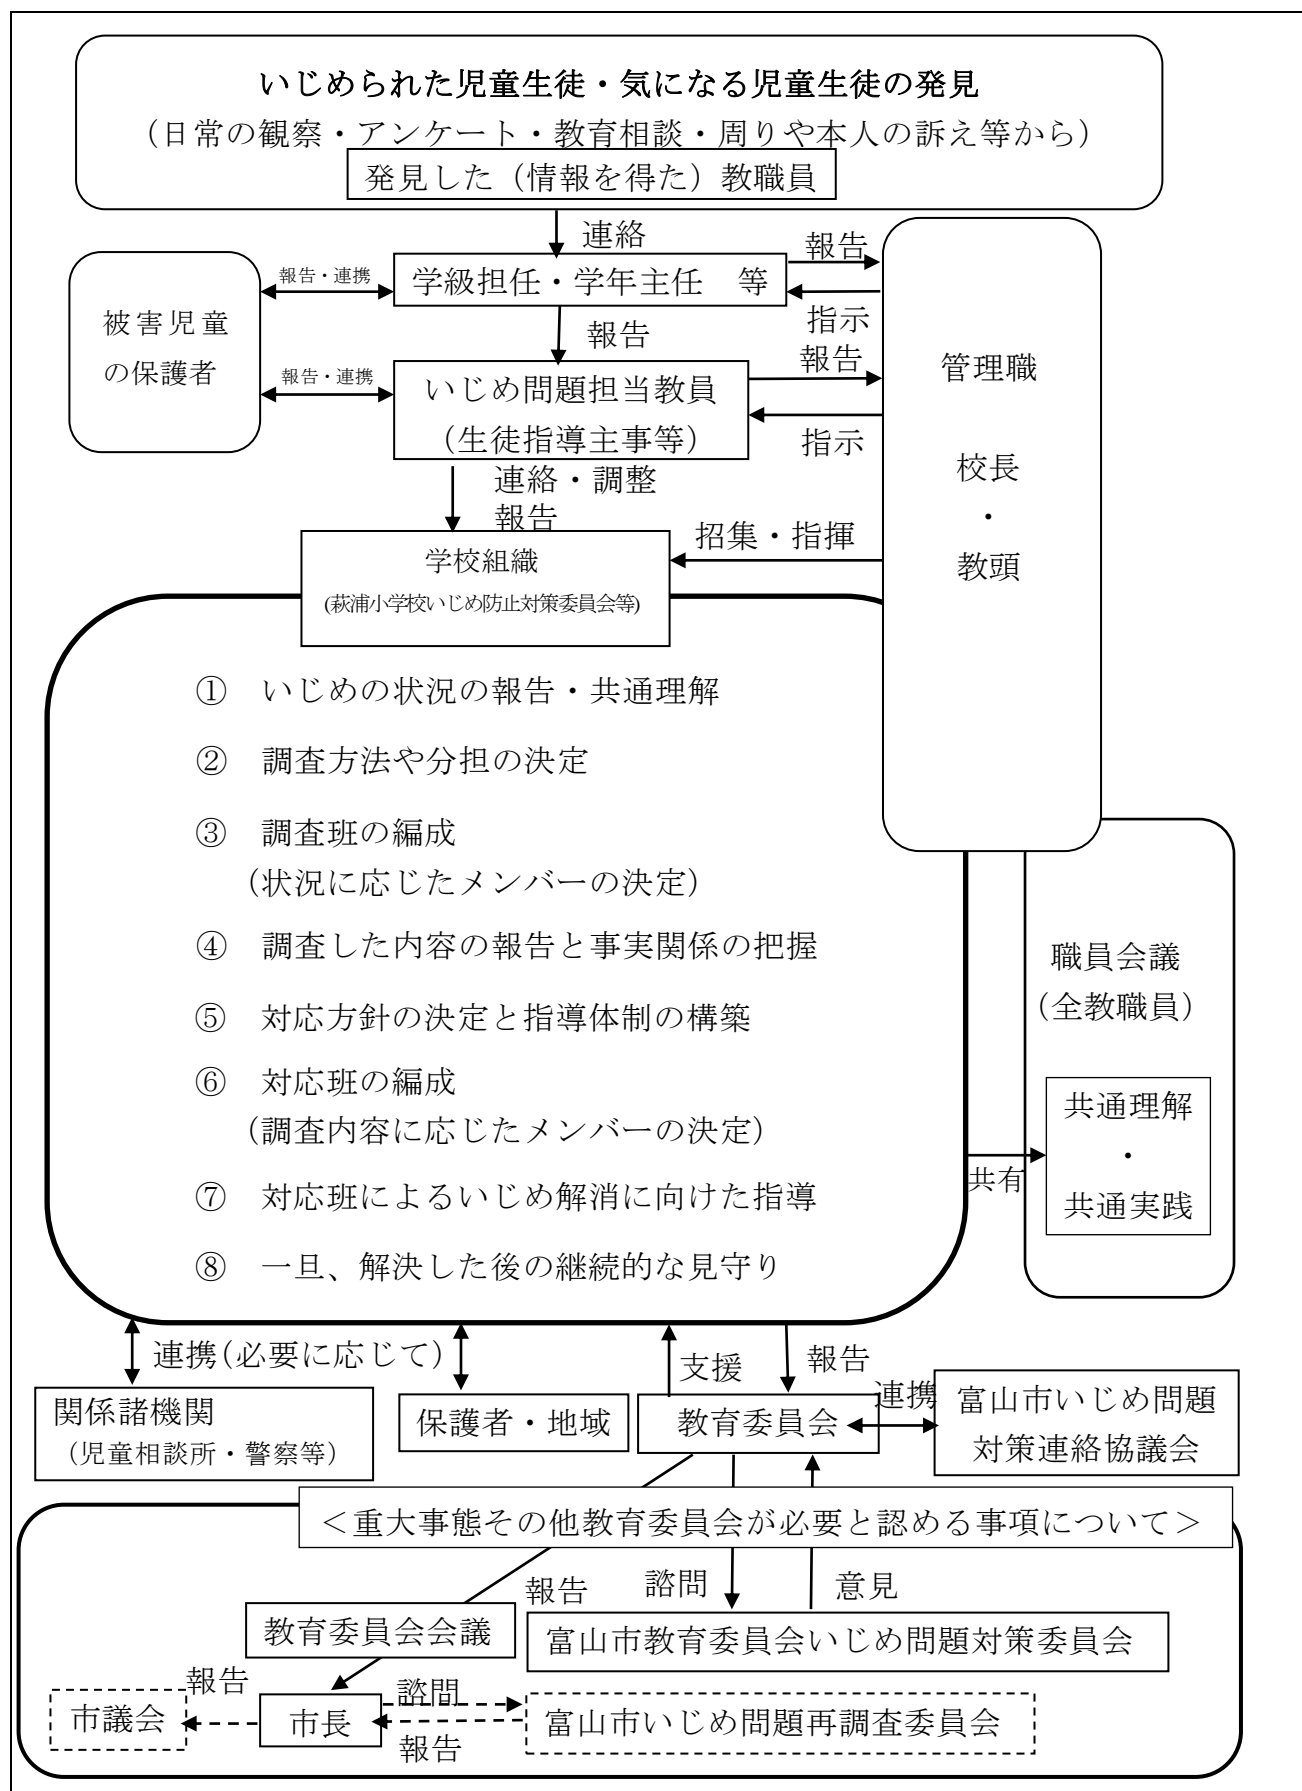 いじめられた児童生徒・気になる児童生徒の発見
（日常の観察・アンケート・教育相談・周りや本人の訴え等から）
発見した（情報を得た）教職員
連絡
報告
学級担任・学年主任　等
報告・連携
指示
被害児童
の保護者
報告
報告
報告・連携
いじめ問題担当教員
（生徒指導主事等）
指示
管理職
校長
・
教頭
連絡・調整
報告
招集・指揮
学校組織
(萩浦小学校いじめ防止対策委員会等)
①　いじめの状況の報告・共通理解
②　調査方法や分担の決定
③　調査班の編成
（状況に応じたメンバーの決定）
④　調査した内容の報告と事実関係の把握
⑤　対応方針の決定と指導体制の構築
⑥　対応班の編成
（調査内容に応じたメンバーの決定）
⑦　対応班によるいじめ解消に向けた指導
⑧　一旦、解決した後の継続的な見守り
職員会議
（全教職員）
共通理解
・
共通実践
共有
連携（必要に応じて）
支援
報告
連携
関係諸機関
（児童相談所・警察等）
保護者・地域
教育委員会
富山市いじめ問題
対策連絡協議会
＜重大事態その他教育委員会が必要と認める事項について＞
報告
諮問
意見
教育委員会会議
富山市教育委員会いじめ問題対策委員会
報告
諮問
市議会
市長
富山市いじめ問題再調査委員会
報告